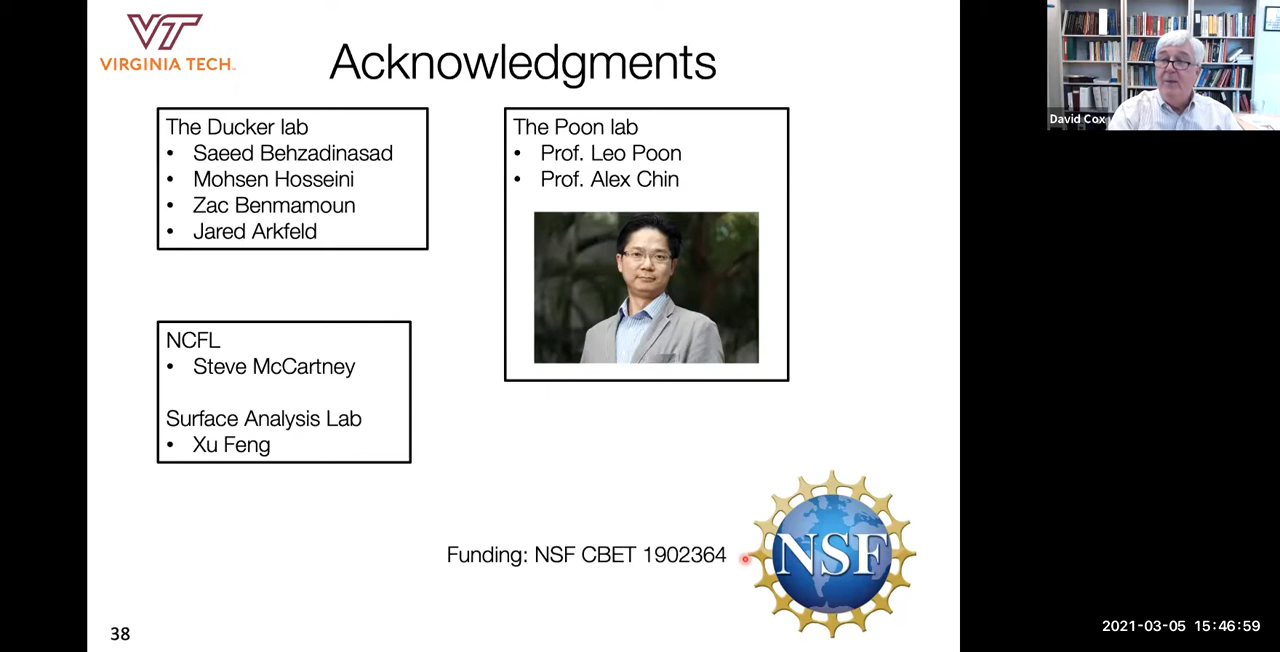 VT
VIRGINIA TECH
Acknowledgments
The Ducker lab
• Saeed Behzadinasad
• Mohsen Hosseini
• Zac Benmamoun
• Jared Arkfeld
The Poon lab
• Prof. Leo Poon
• Prof. Alex Chin
NCFL
• Steve McCartney
Surface Analysis Lab
• Xu Feng
Funding: NSF CBET 1902364
NSF
38
David Cox
2021-03-05 15:46:59